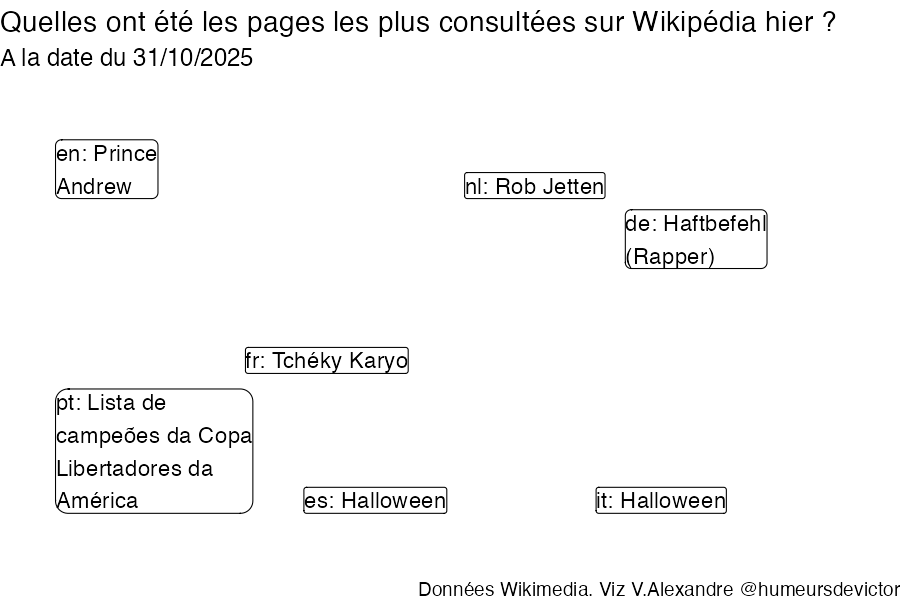 Quelles ont été les pages les plus consultées sur Wikipédia hier ?
A la date du 31/10/2025
en: Prince
Andrew
nl: Rob Jetten
de: Haftbefehl
(Rapper)
fr: Tchéky Karyo
pt: Lista de
campeões da Copa
Libertadores da
América
es: Halloween
it: Halloween
Données Wikimedia. Viz V.Alexandre @humeursdevictor